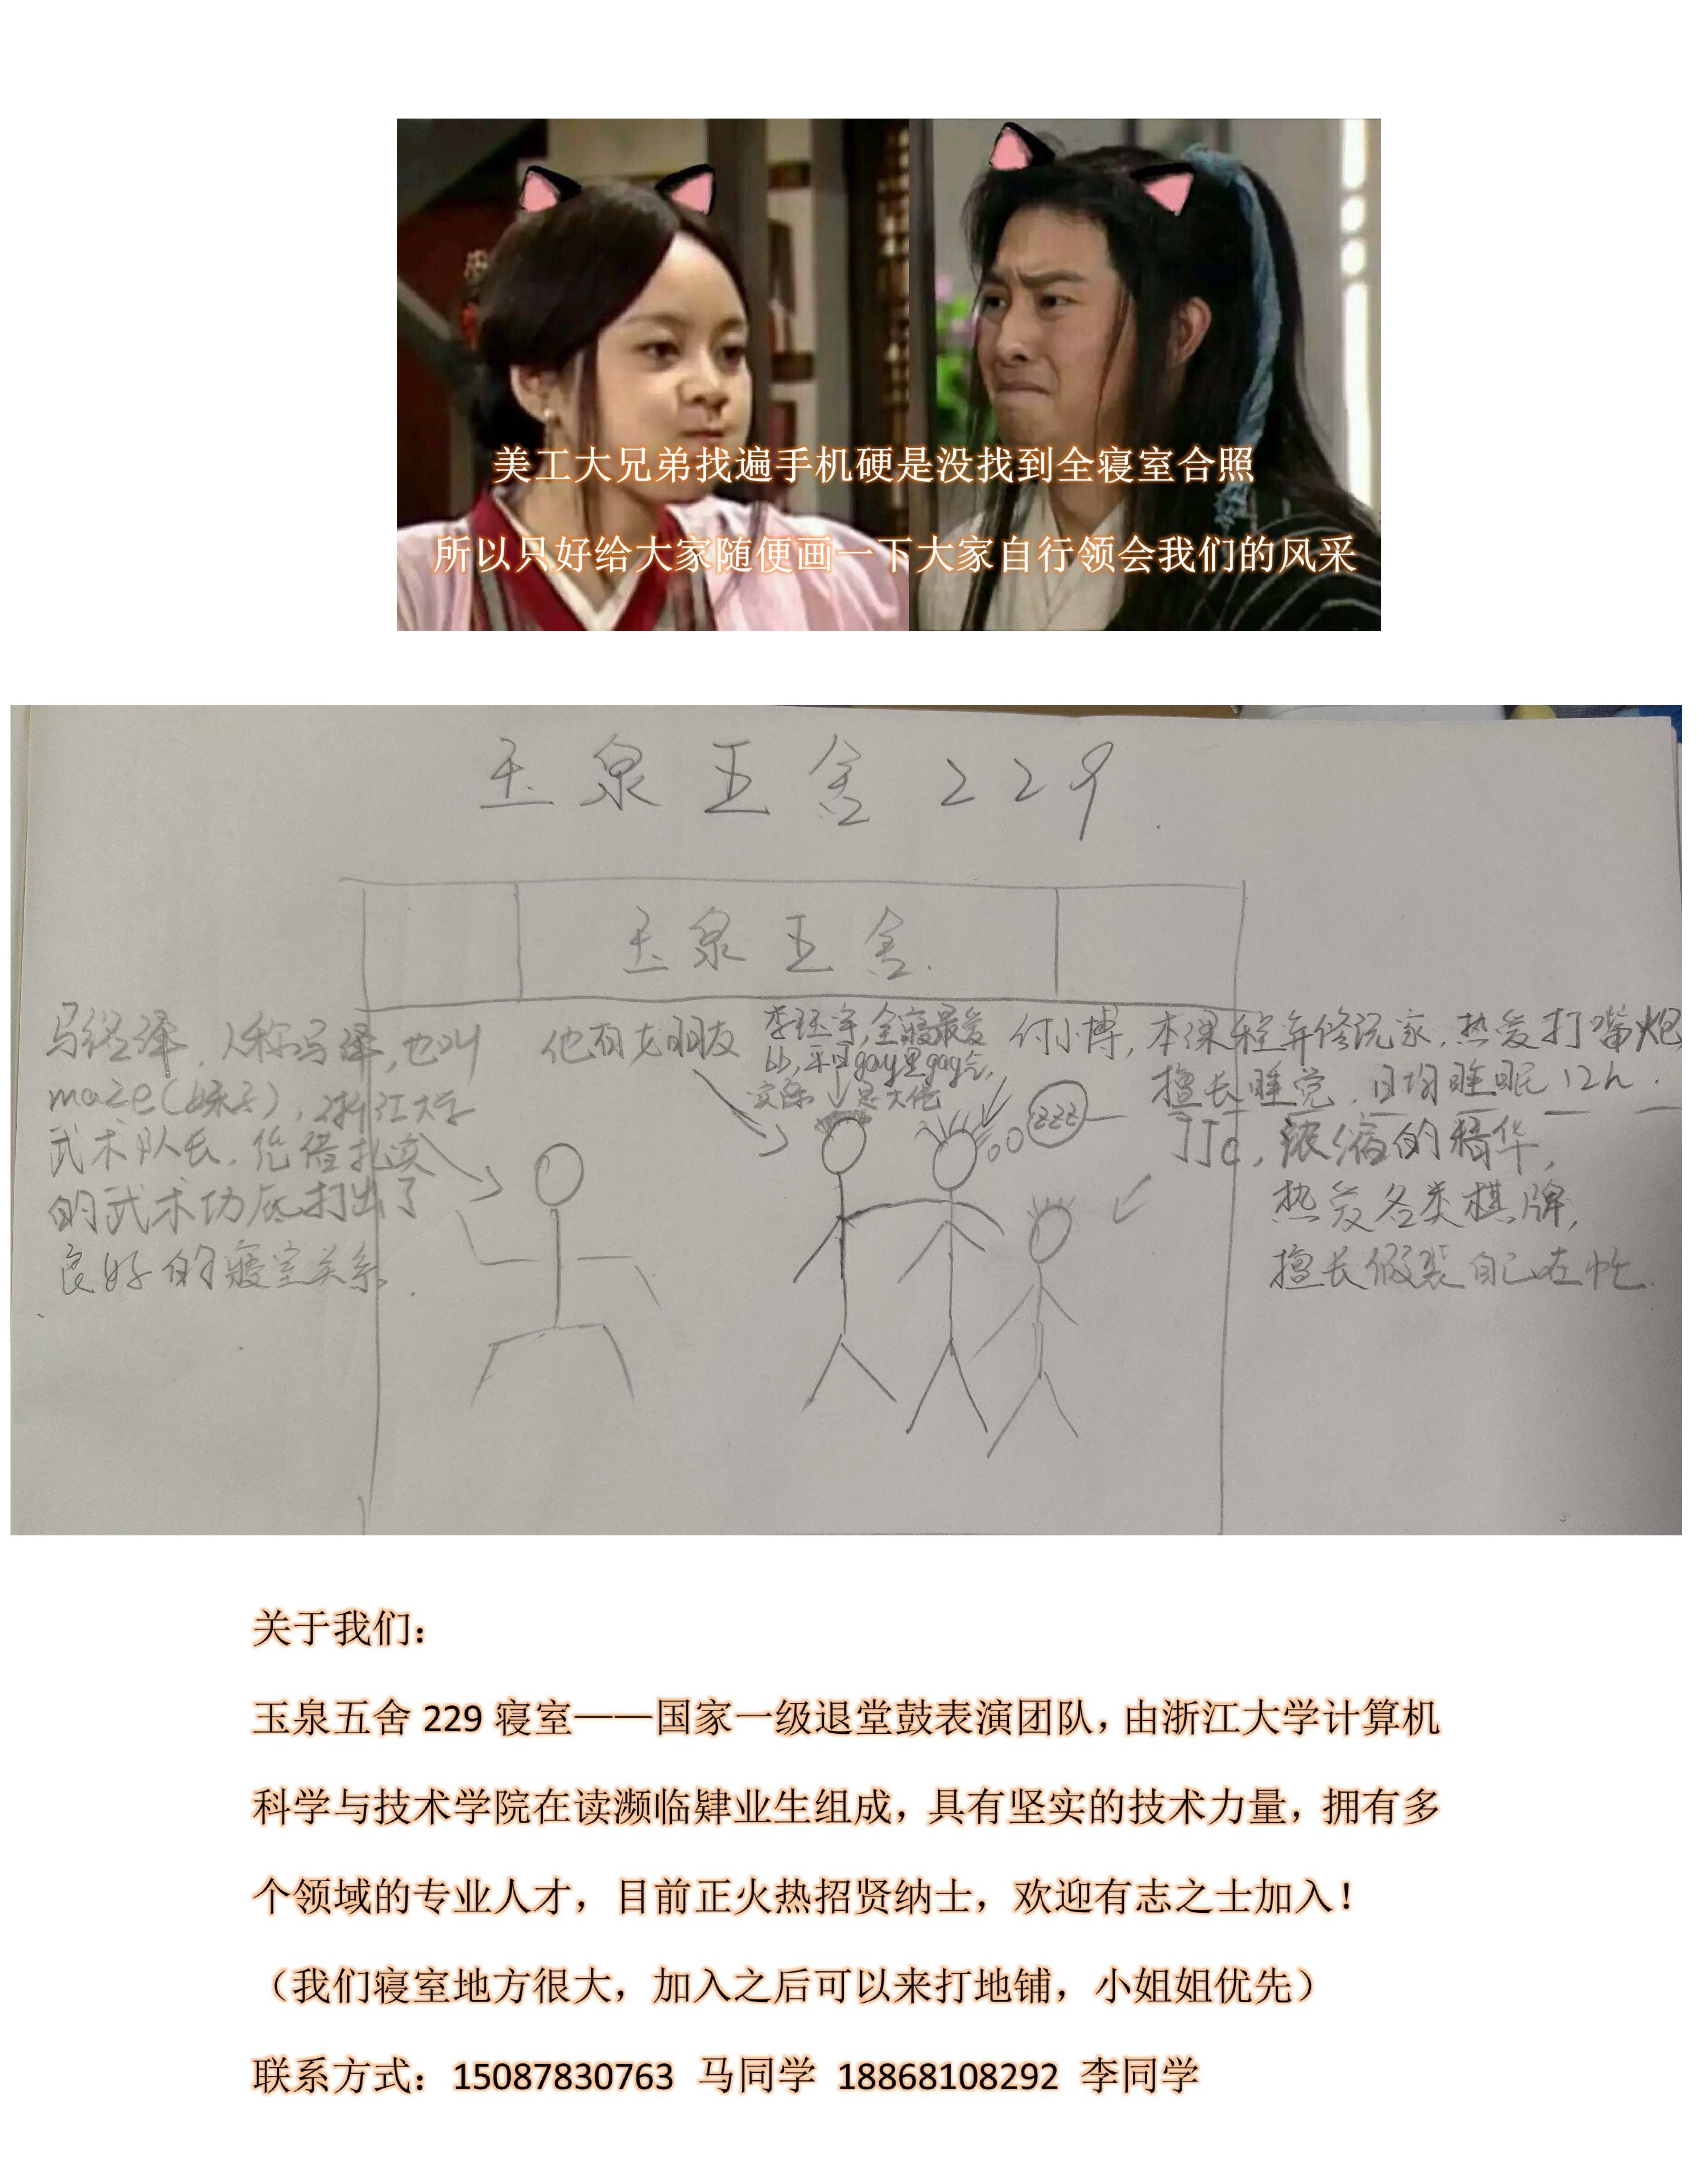 美工大兄弟找遍手机硬是没找到全寝室合照
所以只好给大家随便画一下大家自行领会我们的风采
玉泉五舍229
玉泉五舍
马泽,人称马泽,也叫
maze(妹子),浙江大学
武术队长,凭借扎实
的武术功底打出了
良好的寝室关系
他有女朋友
李,全寝最爱
bb,平日gay里gay气,
实际是大佬
付小博,本课程弃修玩家,热爱打嘴炮
擅长睡觉,日均睡眠12h.
zzz
JJc,浓缩的精华,
热爱各类棋牌,
擅长假装自己在忙.
关于我们:
玉泉五舍 229 寝室——国家一级退堂鼓表演团队,由浙江大学计算机
科学与技术学院在读濒临肄业生组成,具有坚实的技术力量,拥有多
个领域的专业人才,目前正火热招贤纳士,欢迎有志之士加入!
(我们寝室地方很大,加入之后可以来打地铺,小姐姐优先)
联系方式:15087830763 马同学 18868108292 李同学